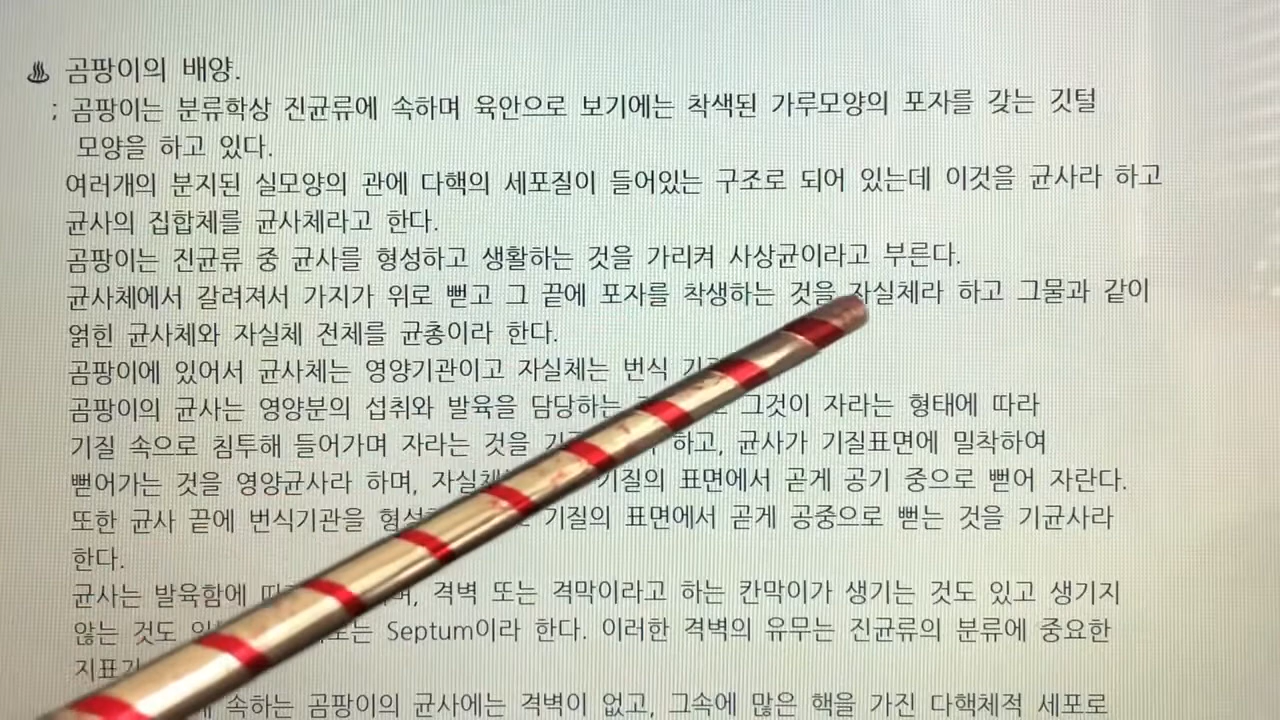 ♨ 곰팡이의 배양.
; 곰팡이는 분류학상 진균류에 속하며 육안으로 보기에는 착색된 가루모양의 포자를 갖는 깃털
모양을 하고 있다.
여러개의 분지된 실모양의 관에 다핵의 세포질이 들어있는 구조로 되어 있는데 이것을 균사라 하고
균사의 집합체를 균사체라고 한다.
곰팡이는 진균류 중 균사를 형성하고 생활하는 것을 가리켜 사상균이라고 부른다.
균사체에서 갈려져서 가지가 위로 뻗고 그 끝에 포자를 착생하는 것을 자실체라 하고 그물과 같이
얽힌 균사체와 자실체 전체를 균총이라 한다.
곰팡이에 있어서 균사체는 영양기관이고 자실체는 번식
곰팡이의 균사는 영양분의 섭취와 발육을 담당하는 그것이 자라는 형태에 따라
기질 속으로 침투해 들어가며 자라는 것을 하고, 균사가 기질표면에 밀착하여
뻗어가는 것을 영양균사라 하며, 기질의 표면에서 곧게 공기 중으로 뻗어 자란다.
또한 균사 끝에 번식기관을 기질의 표면에서 곧게 공중으로 뻗는 것을 기균사라
한다.
균사는 발육함에 격벽 또는 격막이라고 하는 칸막이가 생기는 것도 있고 생기지
않는 것도 Septum이라 한다. 이러한 격벽의 유무는 진균류의 분류에 중요한
속하는 곰팡이의 균사에는 격벽이 없고, 그속에 많은 핵을 가진 다핵체적 세포로